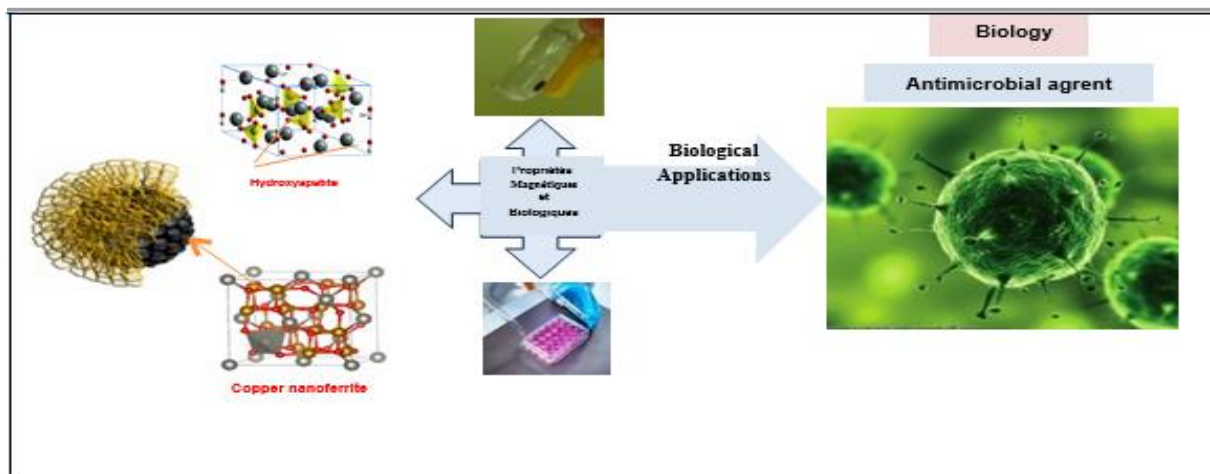 Biology
Antimicrobial agrent
Hydroxyapatite
Propriétés
Magnétiques
et
Biologiques
Biological
Applications
Copper nanoferrite